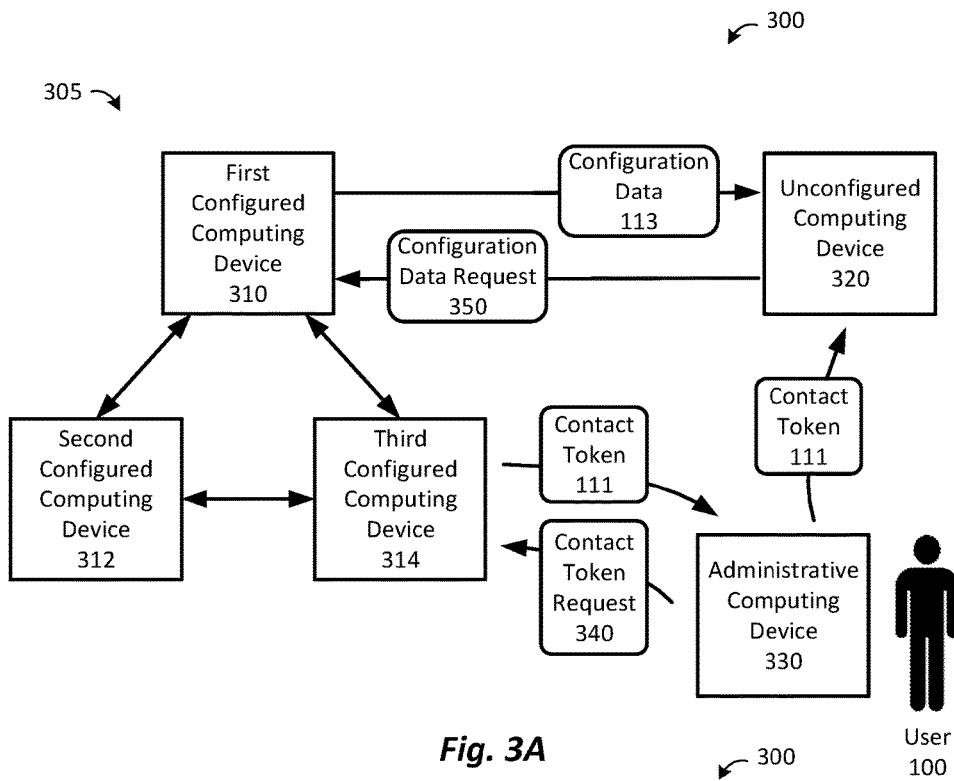 300
305
First
Configured
Computing
Device
310
Configuration
Data
113
Unconfigured
Computing
Device
320
Configuration
Data Request
350
Second
Configured
Computing
Device
312
Third
Configured
Computing
Device
314
Contact
Token
111
Contact
Token
Request
340
Contact
Token
111
Administrative
Computing
Device
330
User
100
Fig. 3A
300